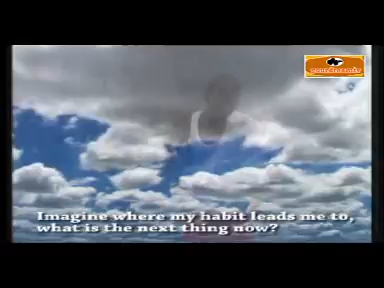 Imagine where my habit leads me to,
what is the next thing now?